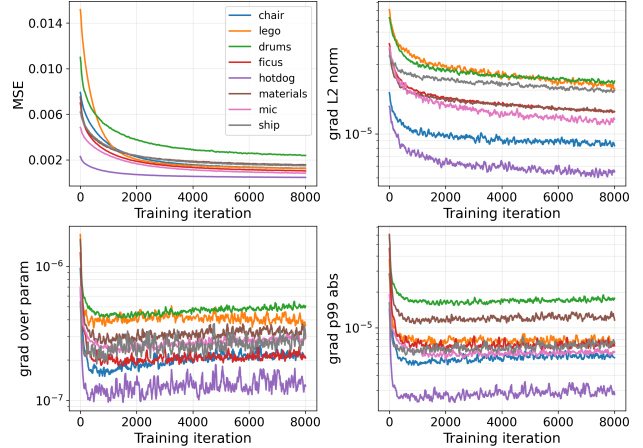 MSE
0.014
0.010
0.006
0.002
chair
lego
drums
ficus
hotdog
materials
mic
ship
0 2000 4000 6000 8000
Training iteration
grad L2 norm
10⁻⁵
0 2000 4000 6000 8000
Training iteration
grad over param
10⁻⁶
10⁻⁷
0 2000 4000 6000 8000
Training iteration
grad p99 abs
10⁻⁵
0 2000 4000 6000 8000
Training iteration